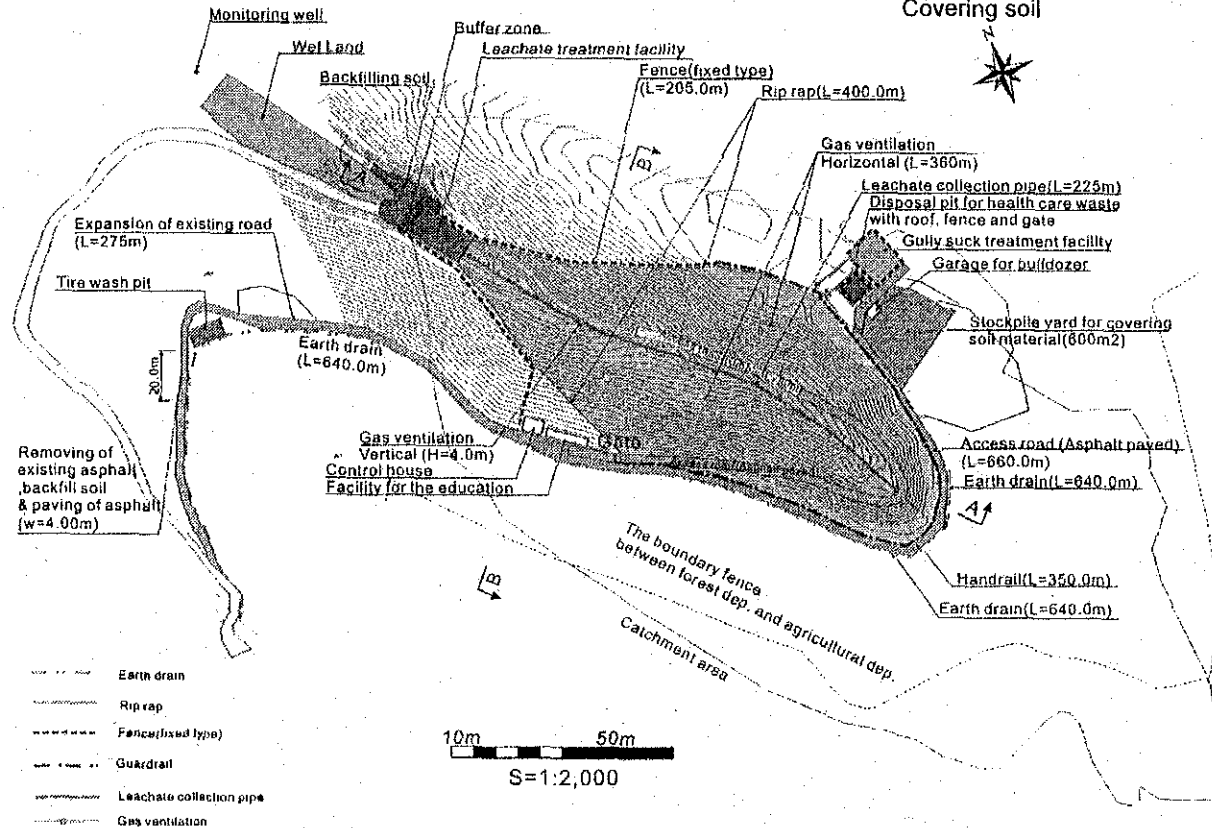 Covering soil
N
Monitoring well
Wet Land
Backfilling soil
Buffer zone
Leachate treatment facility
Fence(fixed type)
(L=205.0m)
Rip rap(L=400.0m)
Gas ventilation
Horizontal (L=360m)
Leachate collection pipe(L=225m)
Disposal pit for health care waste
with roof, fence and gate
Gully suck treatment facility
Garage for bulldozer
Stockpile yard for covering
soil material(600m2)
A
B
Expansion of existing road
(L=275m)
Tire wash pit
Earth drain
(L=640.0m)
20.0m
Removing of
existing asphalt
,backfill soil
& paving of asphalt
(w=4.00m)
Gas ventilation
Vertical (H=4.0m)
Control house
Facility for the education
Gate
Access road (Asphalt paved)
(L=660.0m)
Earth drain(L=640.0m)
A
Handrail(L=350.0m)
Earth drain(L=640.0m)
B
The boundary fence
between forest dep. and agricultural dep.
Catchment area
Earth drain
Rip rap
Fence(fixed type)
Guardrail
Leachate collection pipe
Gas ventilation
10m 50m
S=1:2,000